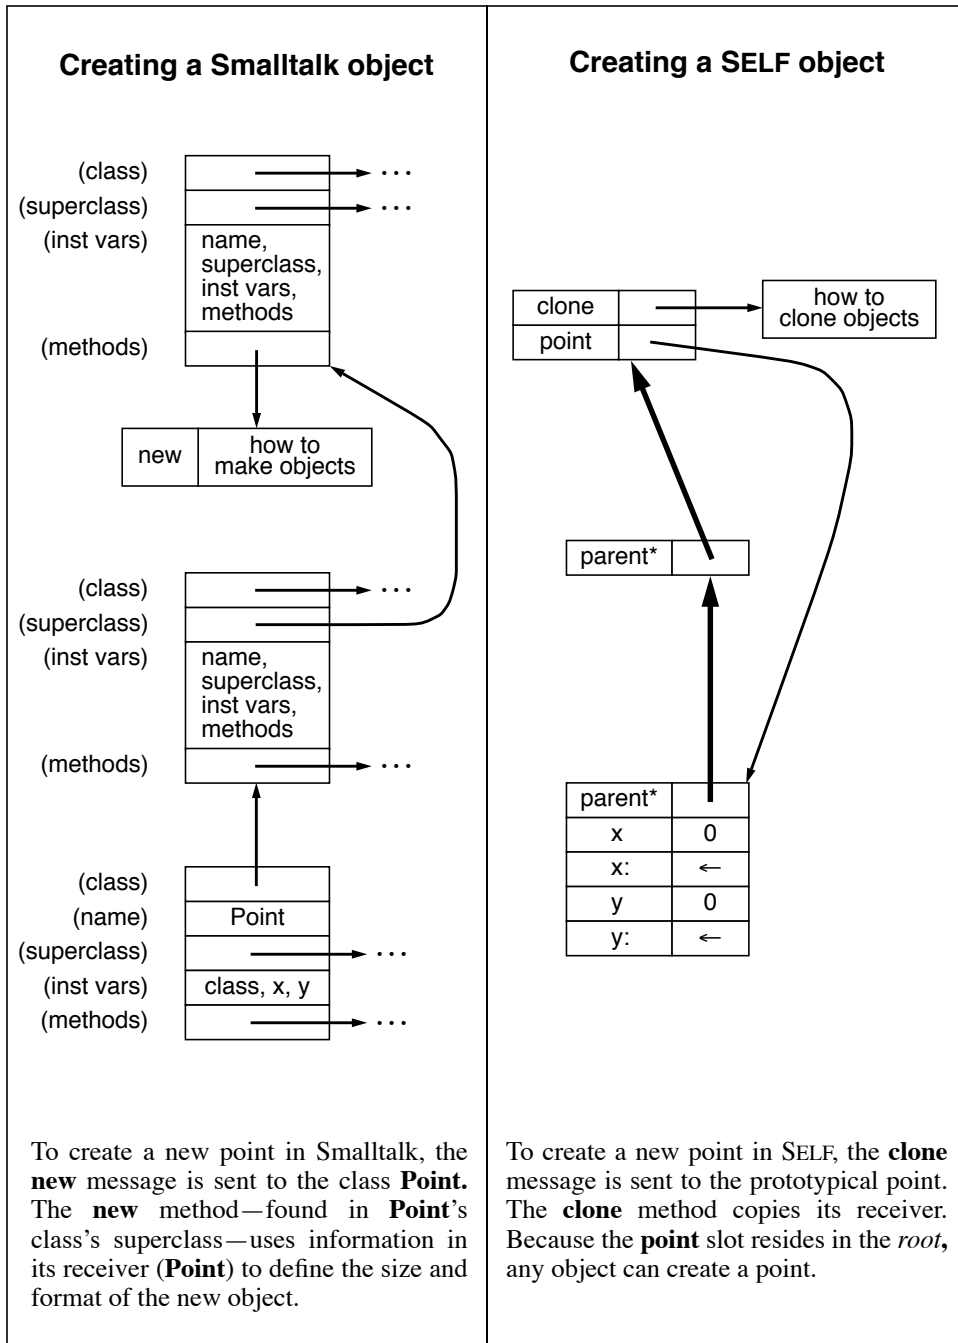 Creating a Smalltalk object
(class)
...
(superclass)
...
(inst vars)
name,
superclass,
inst vars,
methods
(methods)
new
how to
make objects
(class)
...
(superclass)
(inst vars)
name,
superclass,
inst vars,
methods
(methods)
...
(class)
(name)
Point
(superclass)
...
(inst vars)
class, x, y
(methods)
...
To create a new point in Smalltalk, the
new message is sent to the class Point.
The new method—found in Point's
class's superclass—uses information in
its receiver (Point) to define the size and
format of the new object.
Creating a SELF object
clone
how to
clone objects
point
parent*
parent*
x 0
x: ←
y 0
y: ←
To create a new point in SELF, the clone
message is sent to the prototypical point.
The clone method copies its receiver.
Because the point slot resides in the root,
any object can create a point.